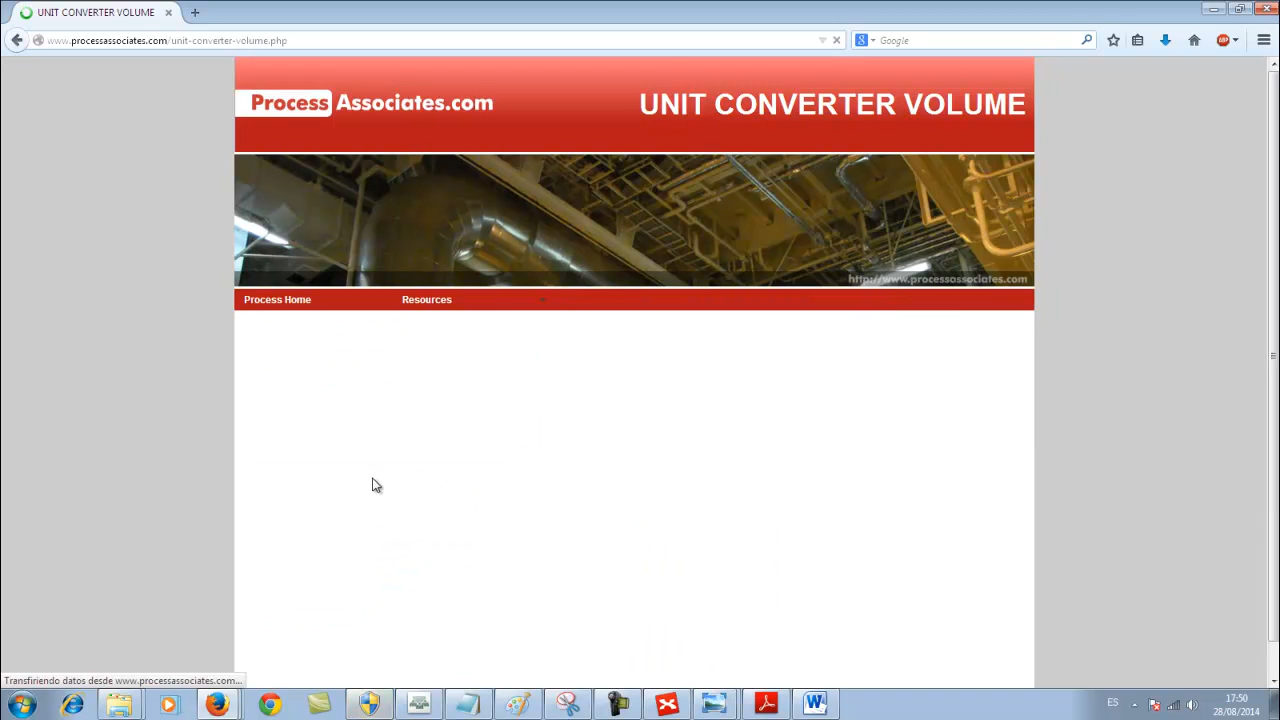 UNIT CONVERTER VOLUME
www.processassociates.com/unit-converter-volume.php
Google
Process Associates.com
UNIT CONVERTER VOLUME
http://www.processassociates.com
Process Home
Resources
Transfiriendo datos desde www.processassociates.com...
ES
17:50
28/08/2014